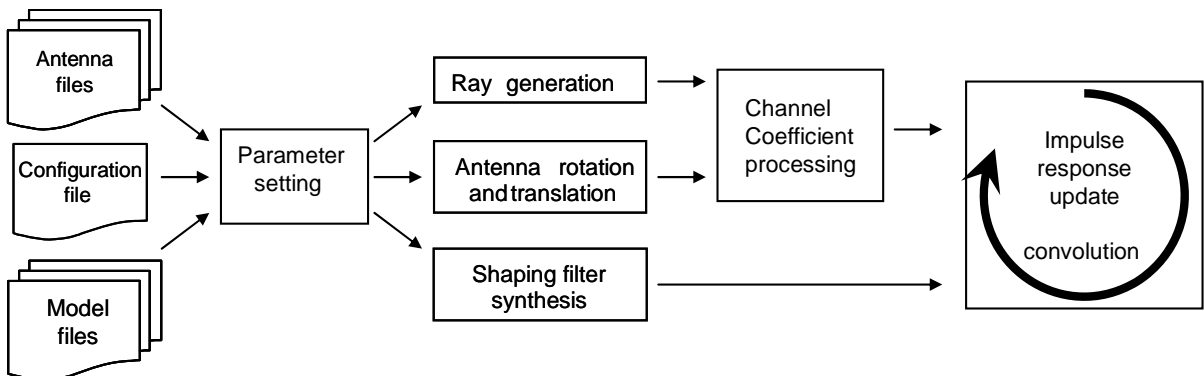 Antenna
files
Configuration
file
Model
files
Parameter
setting
Ray generation
Antenna rotation
and translation
Shaping filter
synthesis
Channel
Coefficient
processing
Impulse
response
update
convolution